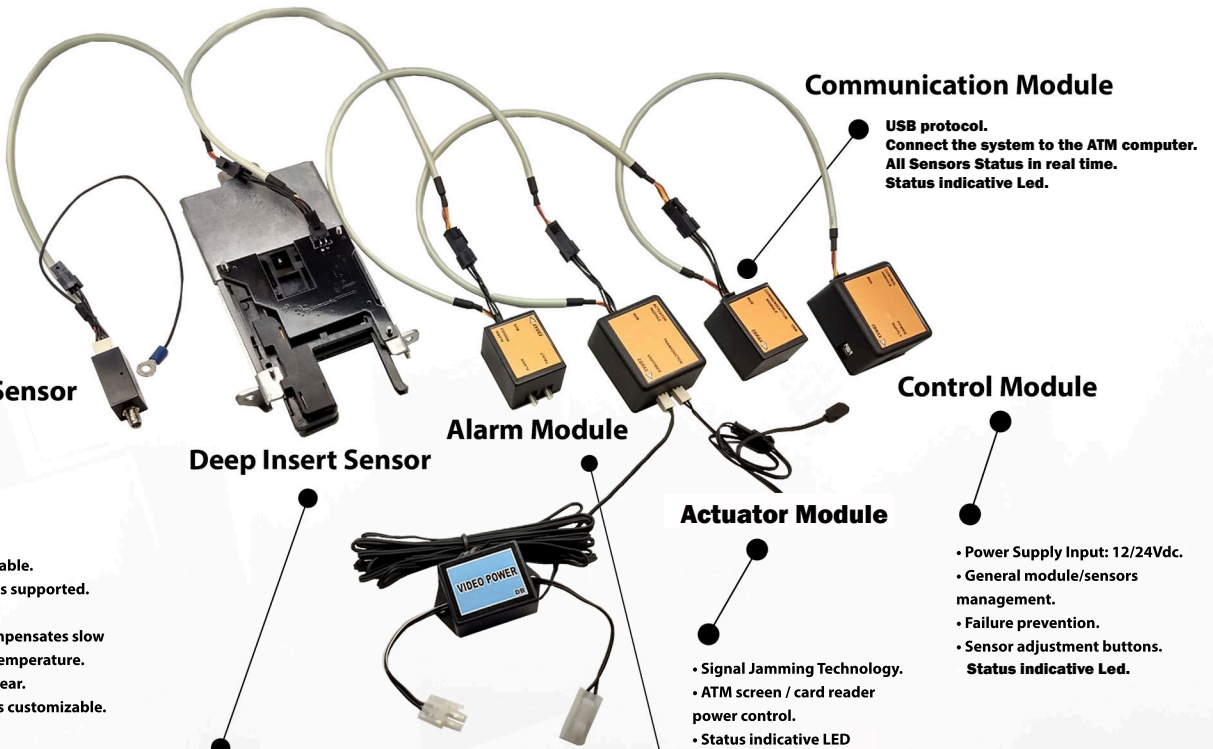 Communication Module
USB protocol.
Connect the system to the ATM computer.
All Sensors Status in real time.
Status indicative Led.
Sensor
Deep Insert Sensor
Alarm Module
Control Module
Actuator Module
VIDEO POWER
DB
able.
s supported.
mpensates slow
emperature.
ear.
s customizable.
• Signal Jamming Technology.
• ATM screen / card reader
power control.
• Status indicative LED
• Power Supply Input: 12/24Vdc.
• General module/sensors
management.
• Failure prevention.
• Sensor adjustment buttons.
Status indicative Led.